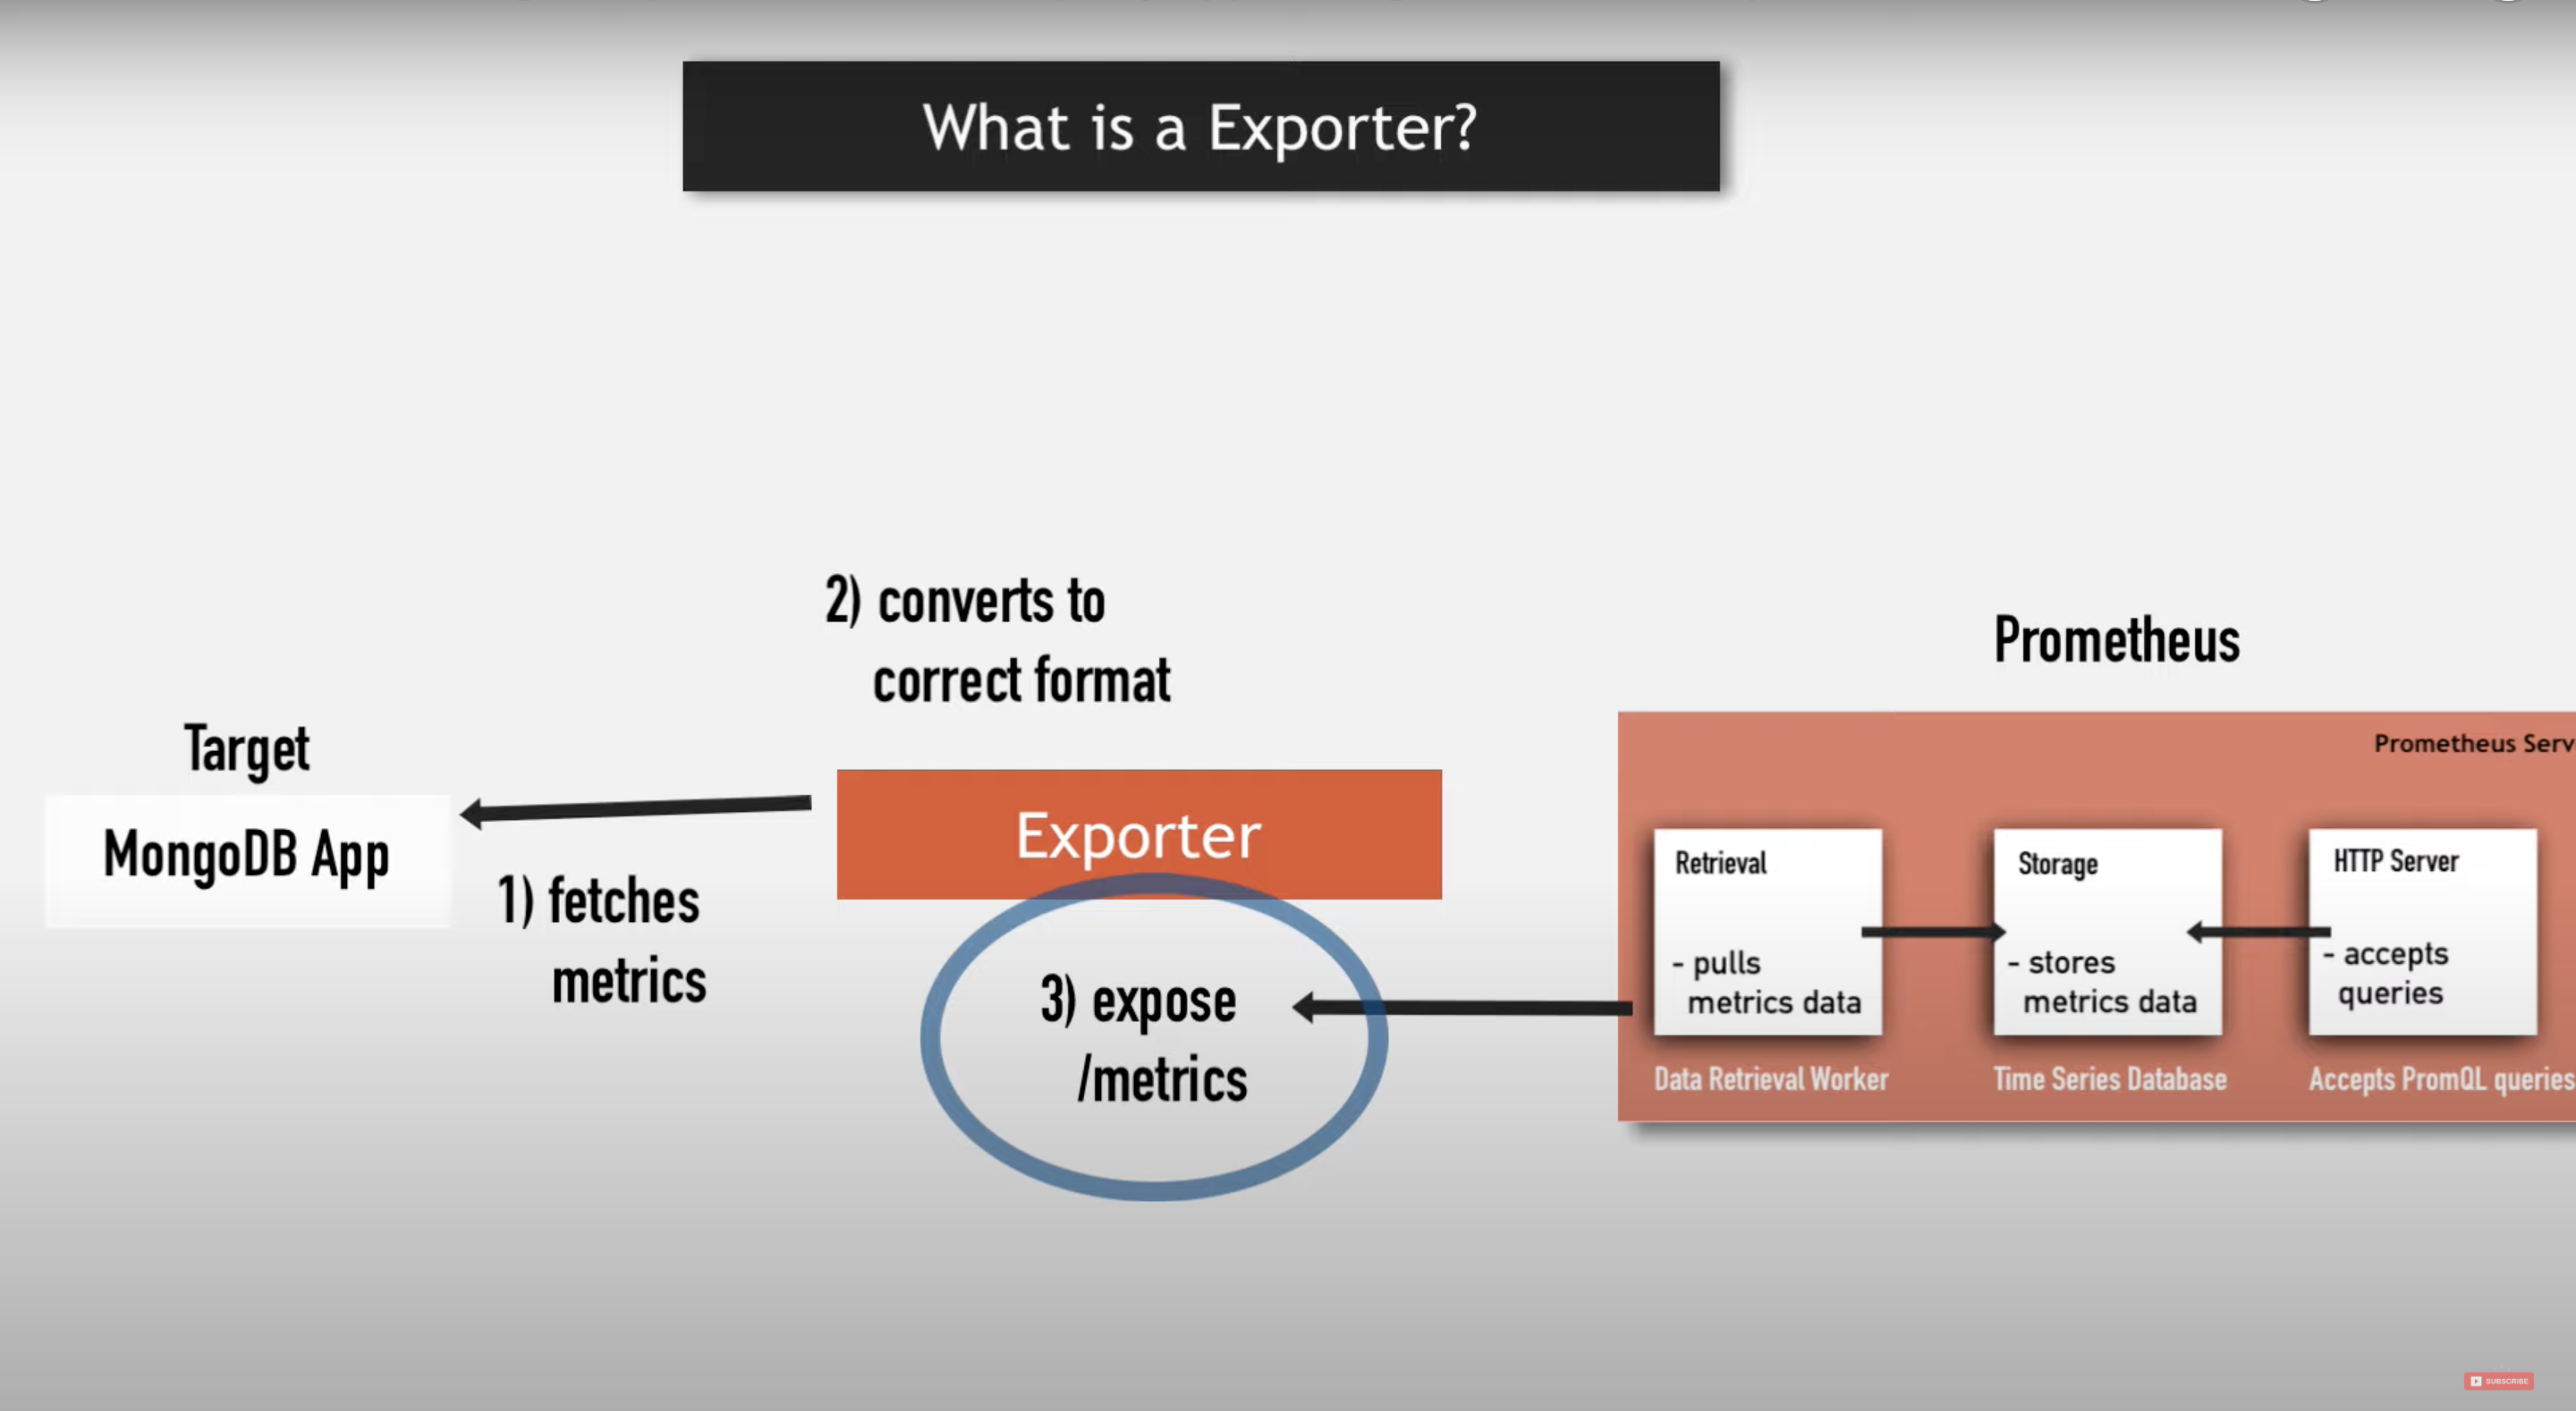 What is a Exporter?
2) converts to
correct format
Prometheus
Target
MongoDB App
1) fetches
metrics
Exporter
3) expose
/metrics
Prometheus Serv
Retrieval
- pulls
metrics data
Data Retrieval Worker
Storage
- stores
metrics data
Time Series Database
HTTP Server
- accepts
queries
Accepts PromQL queries
SUBSCRIBE